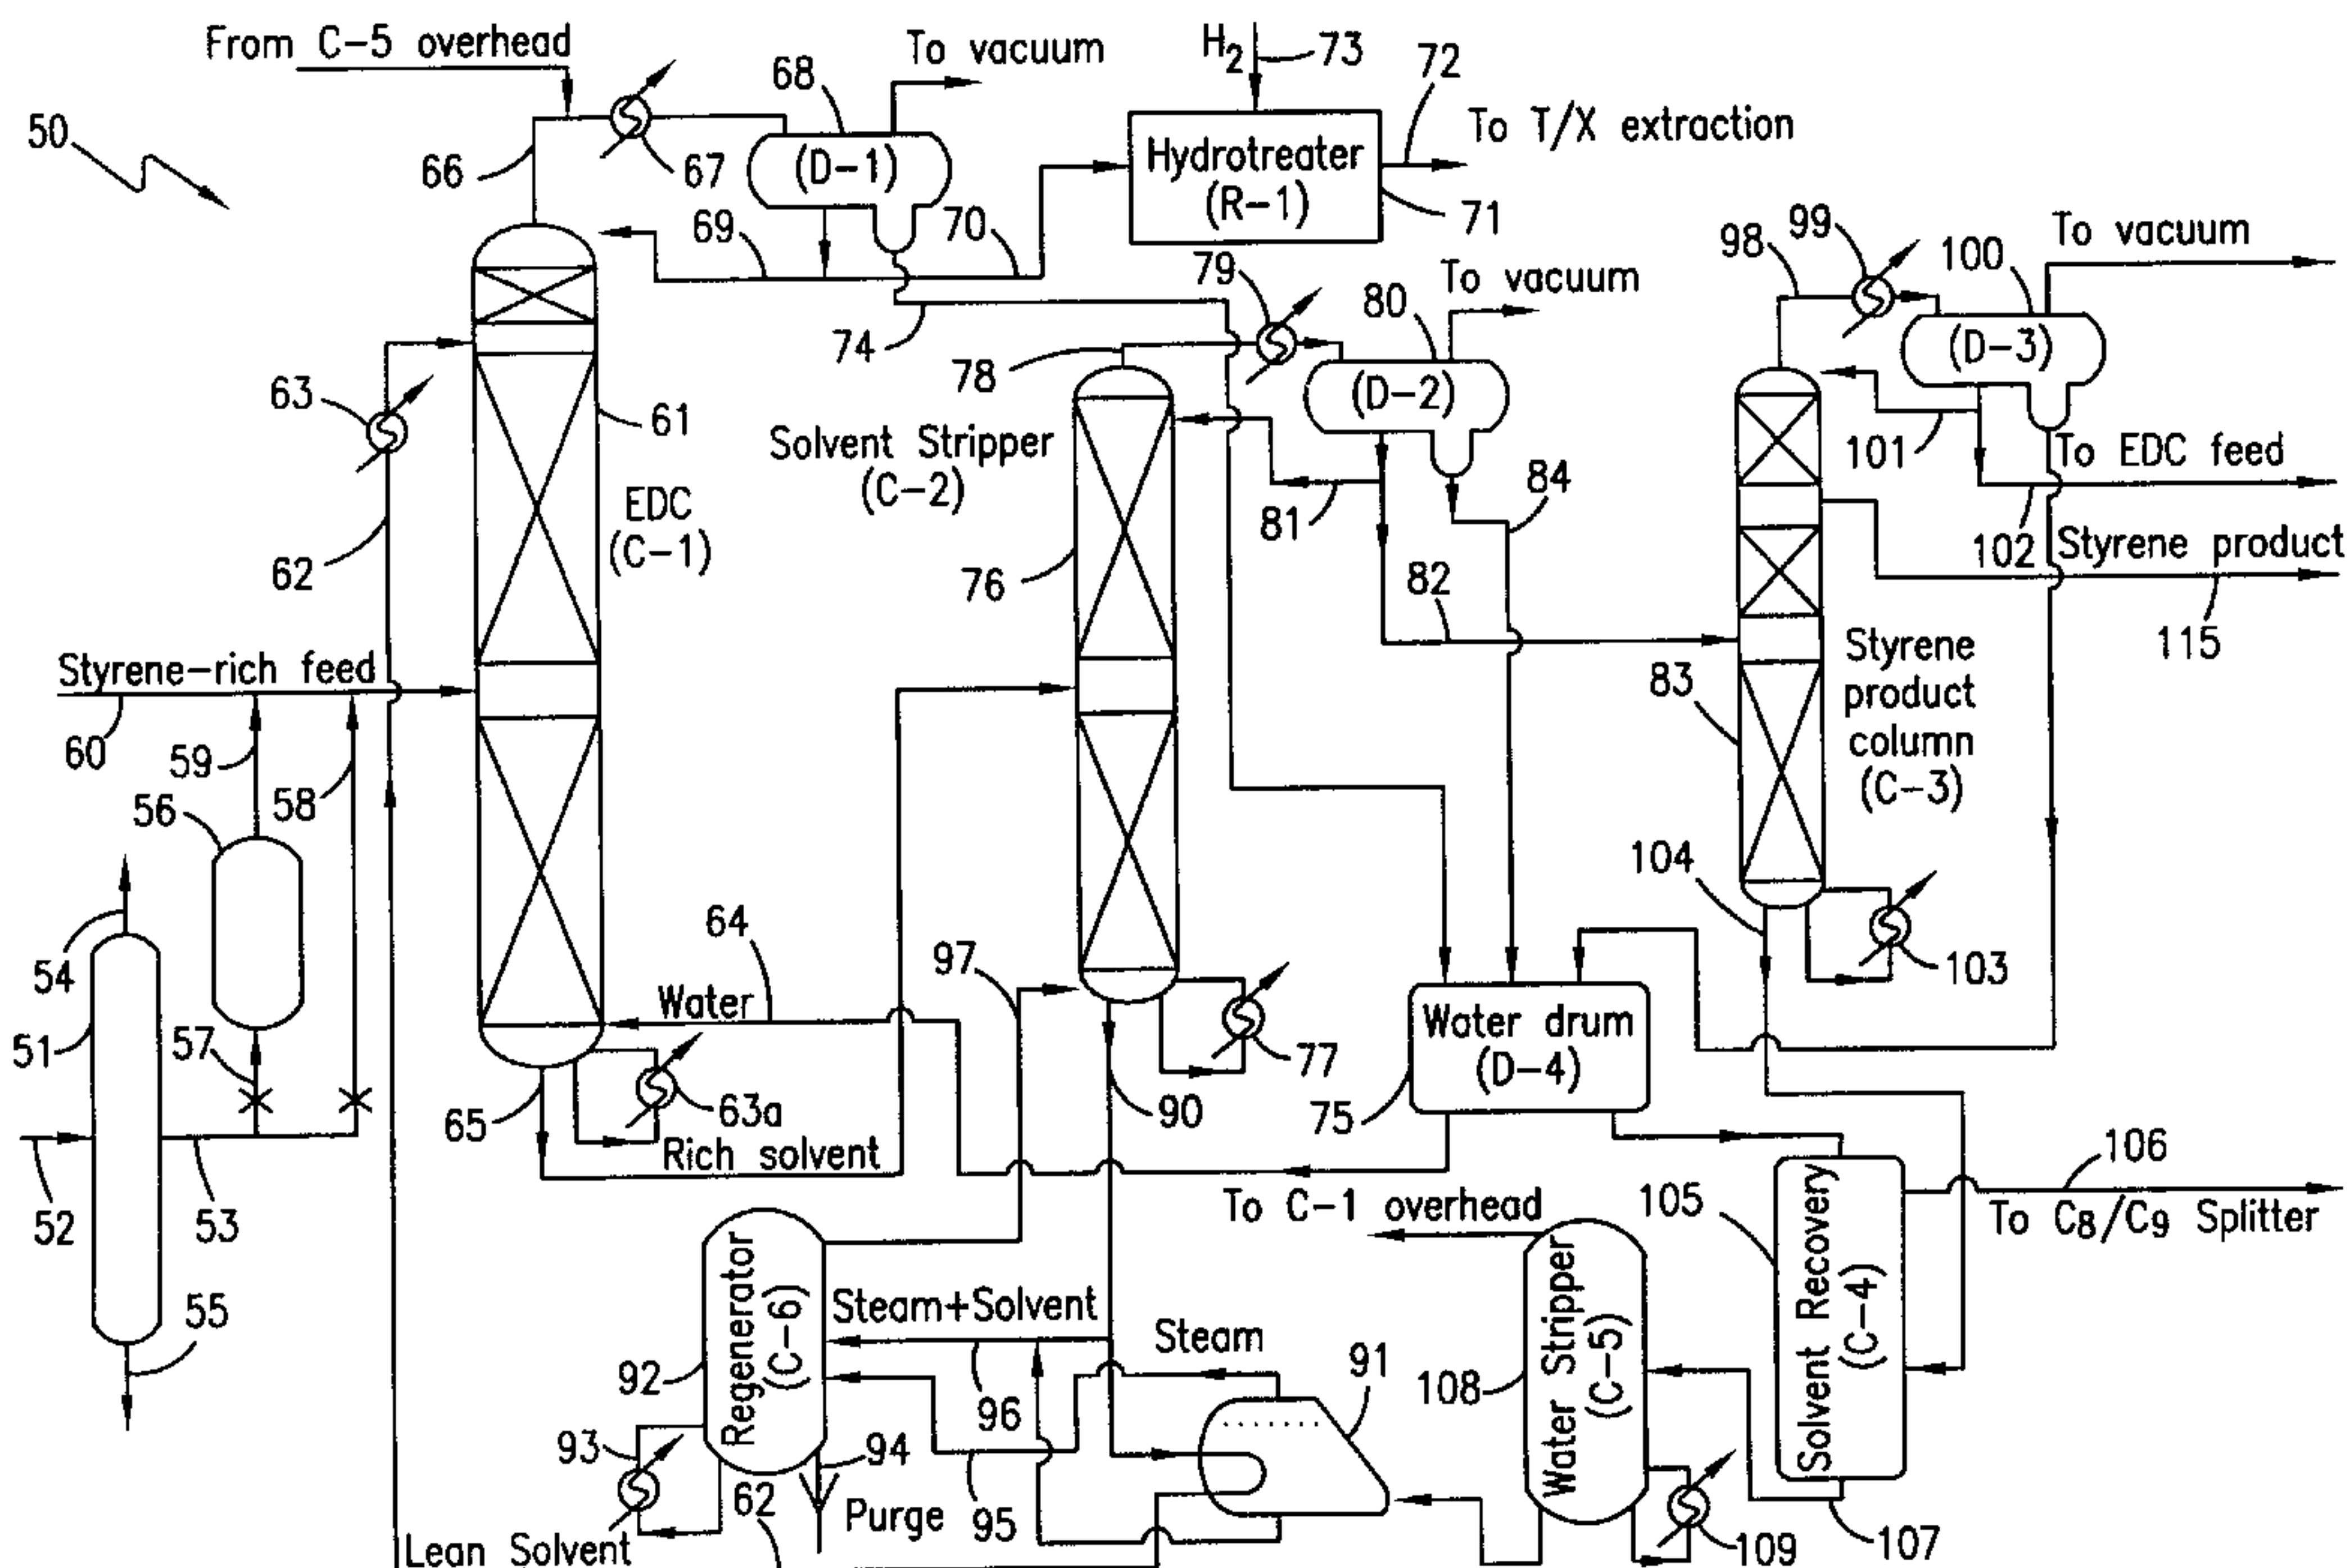 From C-5 overhead
To vacuum
H2
73
72
68
50
(D-1)
To T/X extraction
66
67
Hydrotreater
(R-1)
71
69
70
98
99
100
To vacuum
79
To vacuum
80
74
(D-3)
78
63
(D-2)
61
Solvent Stripper
(C-2)
101
To EDC feed
84
EDC
(C-1)
81
62
102
Styrene product
76
82
115
Styrene-rich feed
Styrene
product
column
(C-3)
83
60
59
58
56
104
64
97
54
103
Water
Water drum
(D-4)
51
57
77
63a
65
90
75
Rich solvent
106
52
53
To C-1 overhead
105
To C8/C9 Splitter
Regenerator
(C-6)
Water Stripper
(C-5)
Solvent Recovery
(C-4)
55
Steam+Solvent
Steam
91
92
108
96
93
94
62
Purge
95
Lean Solvent
109
107